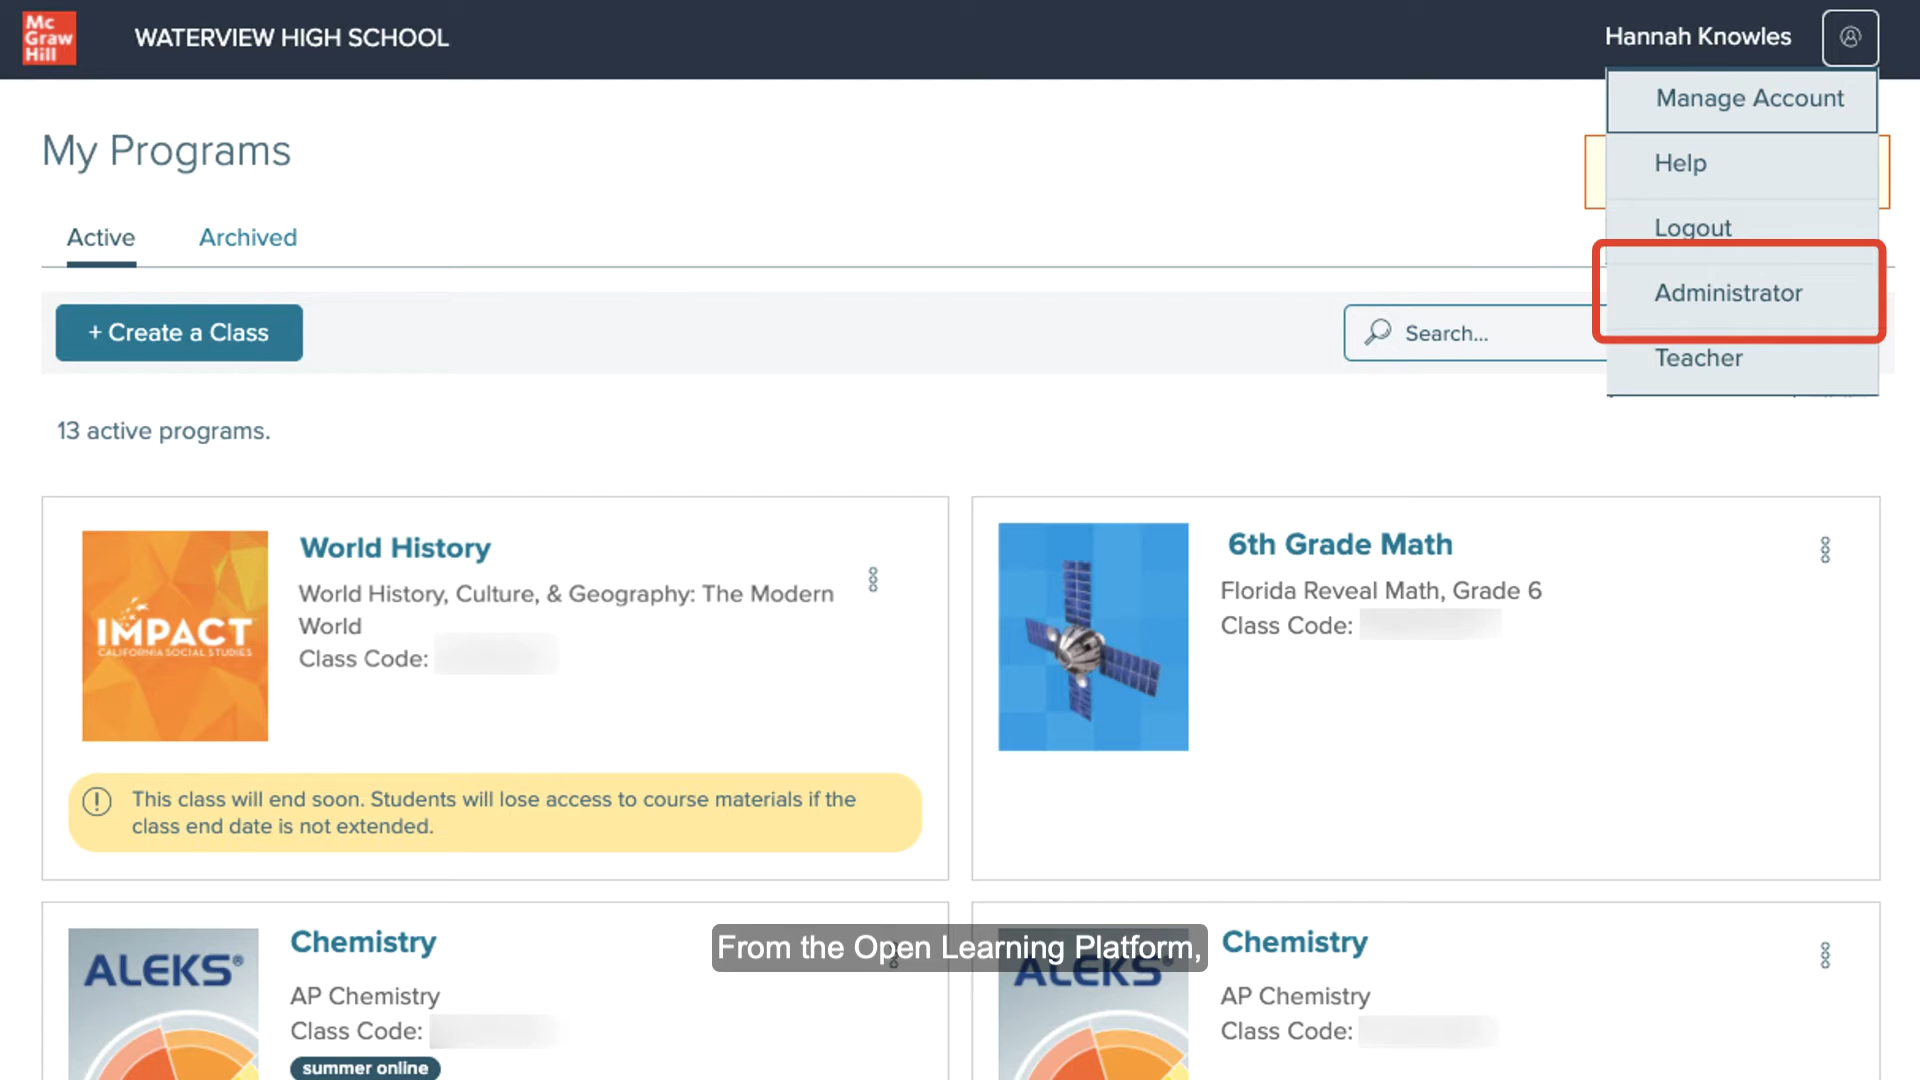 Mc
Graw
Hill
WATERVIEW HIGH SCHOOL
Hannah Knowles
Manage Account
Help
Logout
Administrator
Teacher
My Programs
Active
Archived
+ Create a Class
Search...
13 active programs.
IMPACT
CALIFORNIA SOCIAL STUDIES
World History
World History, Culture, & Geography: The Modern
World
Class Code:
This class will end soon. Students will lose access to course materials if the
class end date is not extended.
6th Grade Math
Florida Reveal Math, Grade 6
Class Code:
ALEKS®
Chemistry
AP Chemistry
Class Code:
summer online
From the Open Learning Platform,
ALEKS®
Chemistry
AP Chemistry
Class Code: